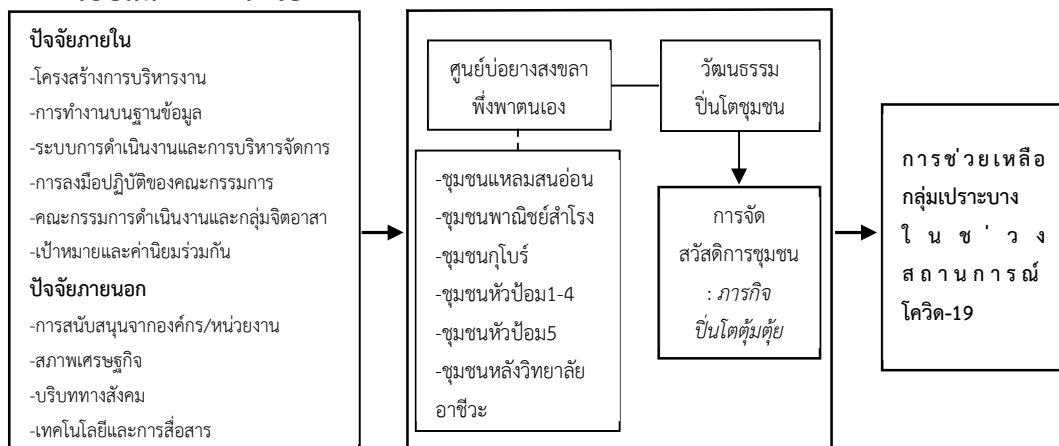 ปัจจัยภายใน
-โครงสร้างการบริหารงาน
-การทำงานบนฐานข้อมูล
-ระบบการดำเนินงานและการบริหารจัดการ
-การลงมือปฏิบัติของคณะกรรมการ
-คณะกรรมการดำเนินงานและกลุ่มจิตอาสา
-เป้าหมายและค่านิยมร่วมกัน
ปัจจัยภายนอก
-การสนับสนุนจากองค์กร/หน่วยงาน
-สภาพเศรษฐกิจ
-บริบททางสังคม
-เทคโนโลยีและการสื่อสาร
ศูนย์บ่อยางสงขลา
พึ่งพาตนเอง
วัฒนธรรม
ปิ่นโตชุมชน
-ชุมชนแหลมสนอ่อน
-ชุมชนพาณิชย์สำโรง
-ชุมชนกุโบร์
-ชุมชนหัวป้อม1-4
-ชุมชนหัวป้อม5
-ชุมชนหลังวิทยาลัย
อาชีวะ
การจัด
สวัสดิการชุมชน
: ภารกิจ
ปิ่นโตตุ้มตุ้ย
การช่วยเหลือ
กลุ่มเปราะบาง
ในช่วง
สถานการณ์
โควิด-19